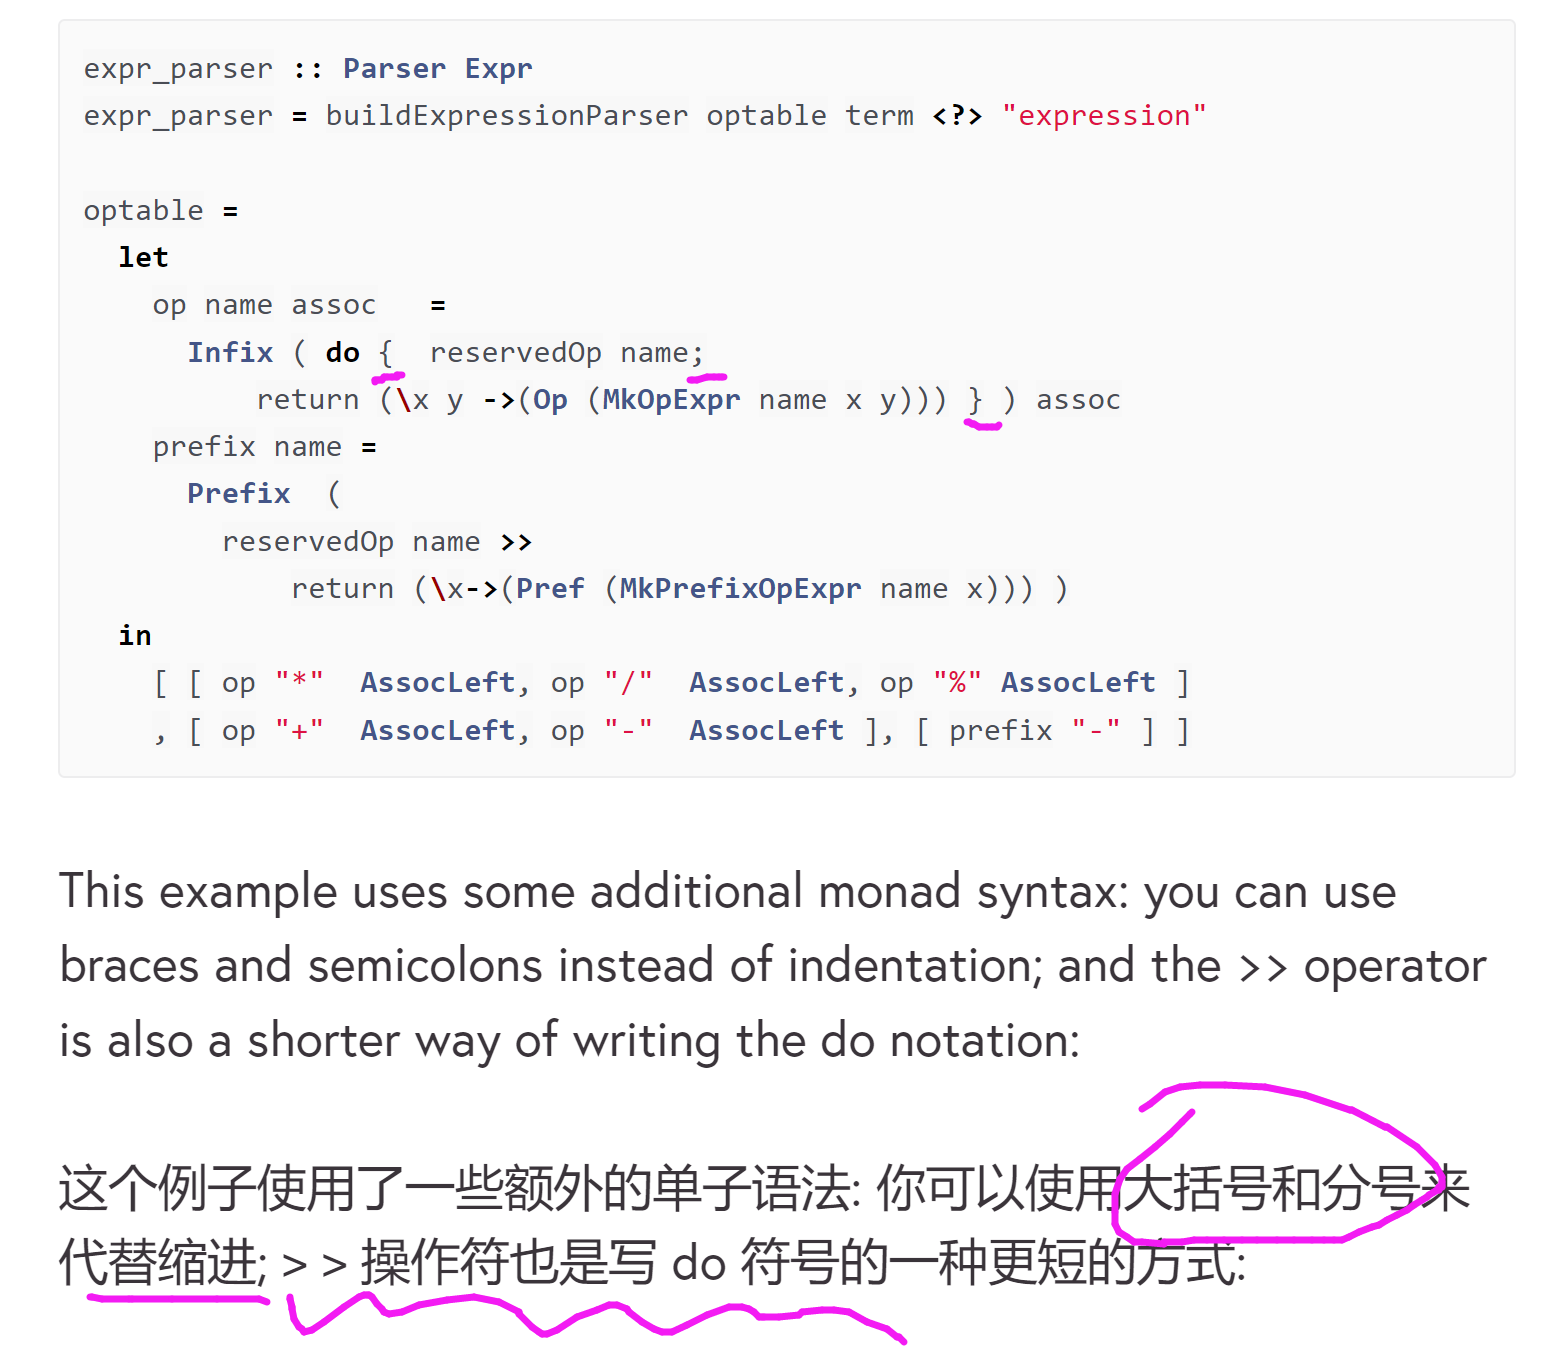 expr_parser :: Parser Expr
expr_parser = buildExpressionParser optable term <?> "expression"
optable =
let
op name assoc =
Infix ( do { reservedOp name;
return (\x y ->(Op (MkOpExpr name x y))) } ) assoc
prefix name =
Prefix (
reservedOp name >>
return (\x->(Pref (MkPrefixOpExpr name x))) )
in
[ [ op "*" AssocLeft, op "/" AssocLeft, op "%" AssocLeft ]
, [ op "+" AssocLeft, op "-" AssocLeft ], [ prefix "-" ] ]
This example uses some additional monad syntax: you can use
braces and semicolons instead of indentation; and the >> operator
is also a shorter way of writing the do notation:
这个例子使用了一些额外的单子语法: 你可以使用大括号和分号来
代替缩进; > > 操作符也是写 do 符号的一种更短的方式: